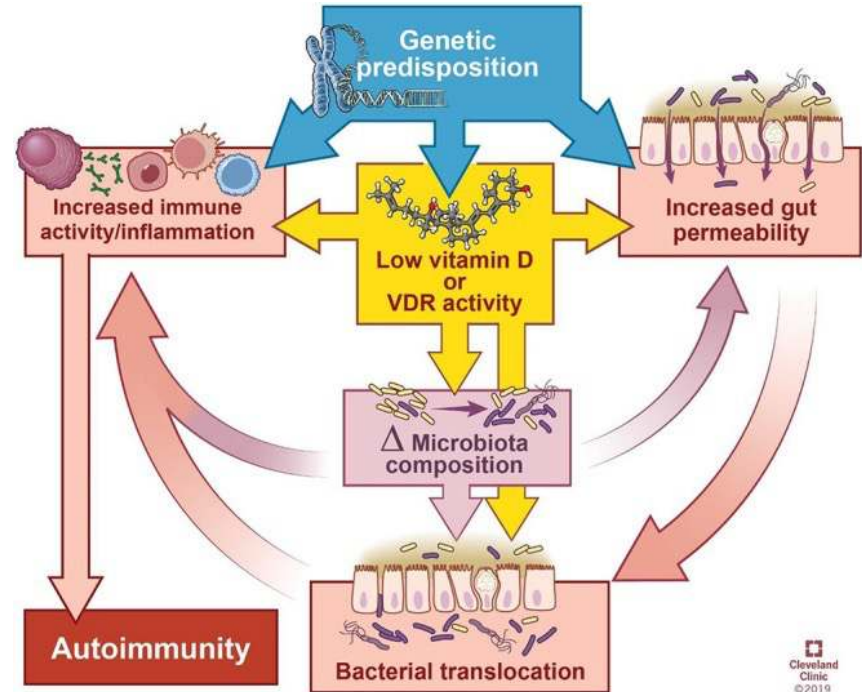 Genetic
predisposition
Increased immune
activity/inflammation
Low vitamin D
or
VDR activity
Increased gut
permeability
Δ Microbiota
composition
Bacterial translocation
Autoimmunity
Cleveland
Clinic
©2019